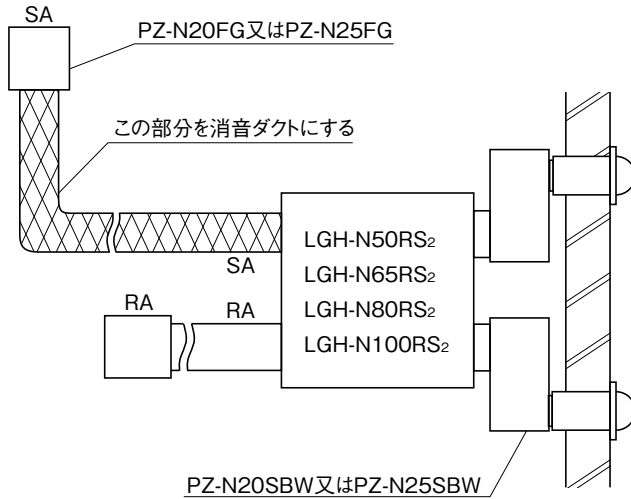 SA
PZ-N20FG又はPZ-N25FG
この部分を消音ダクトにする
SA
LGH-N50RS2
LGH-N65RS2
LGH-N80RS2
LGH-N100RS2
RA
RA
PZ-N20SBW又はPZ-N25SBW